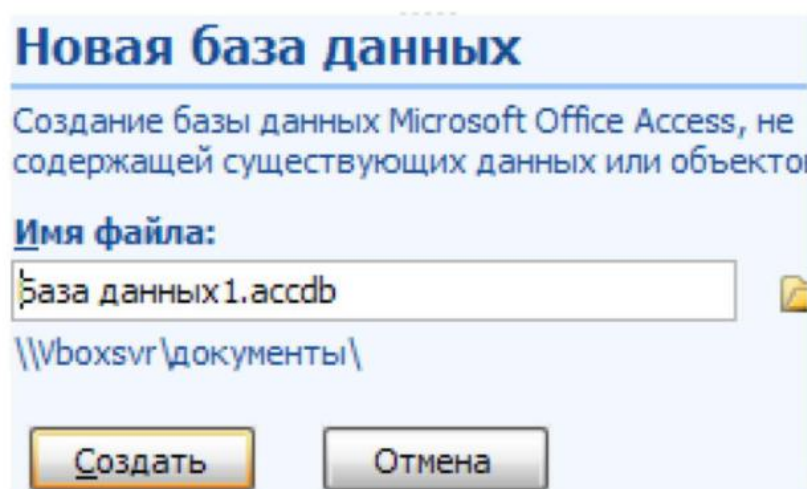 Новая база данных
Создание базы данных Microsoft Office Access, не
содержащей существующих данных или объектов
Имя файла:
База данных1.accdb
\\Vboxsvr\документы\
Создать Отмена